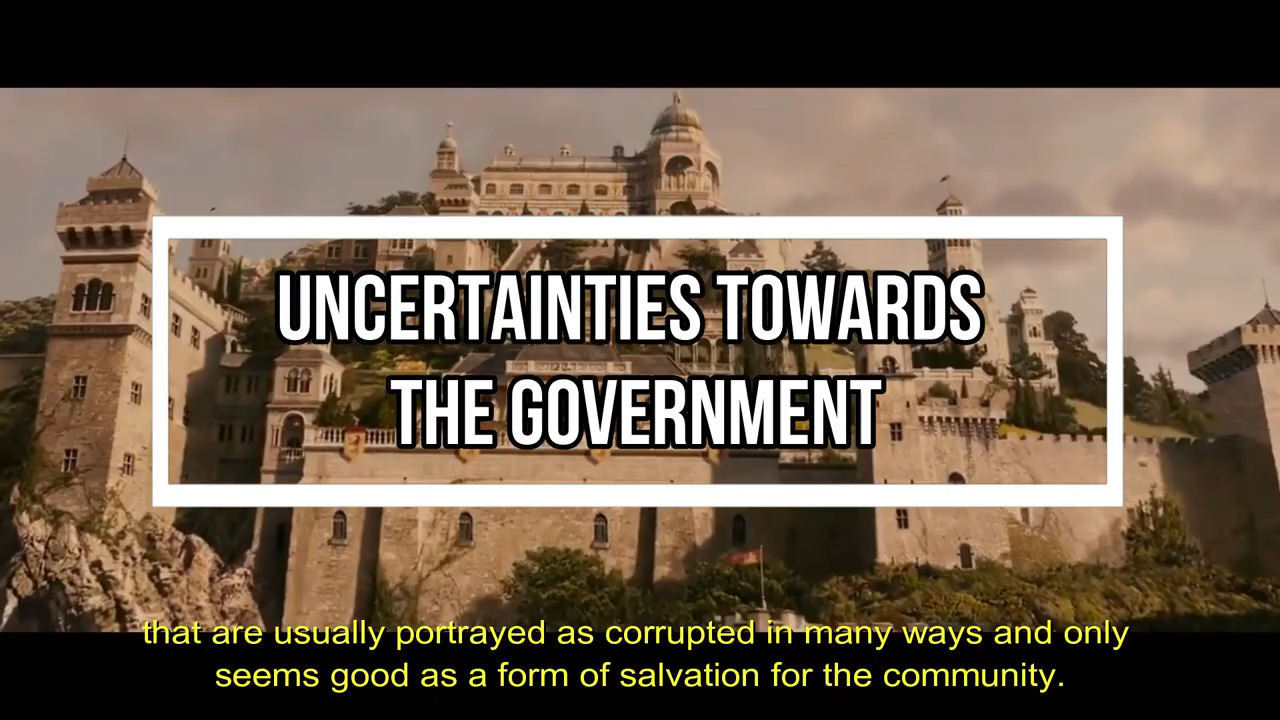 UNCERTAINTIES TOWARDS
THE GOVERNMENT
that are usually portrayed as corrupted in many ways and only
seems good as a form of salvation for the community.